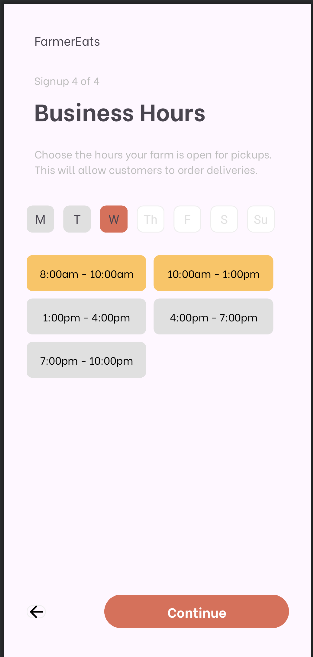 FarmerEats
Signup 4 of 4
Business Hours
Choose the hours your farm is open for pickups.
This will allow customers to order deliveries.
M T W Th F S Su
8:00am - 10:00am 10:00am - 1:00pm
1:00pm - 4:00pm 4:00pm - 7:00pm
7:00pm - 10:00pm
Continue